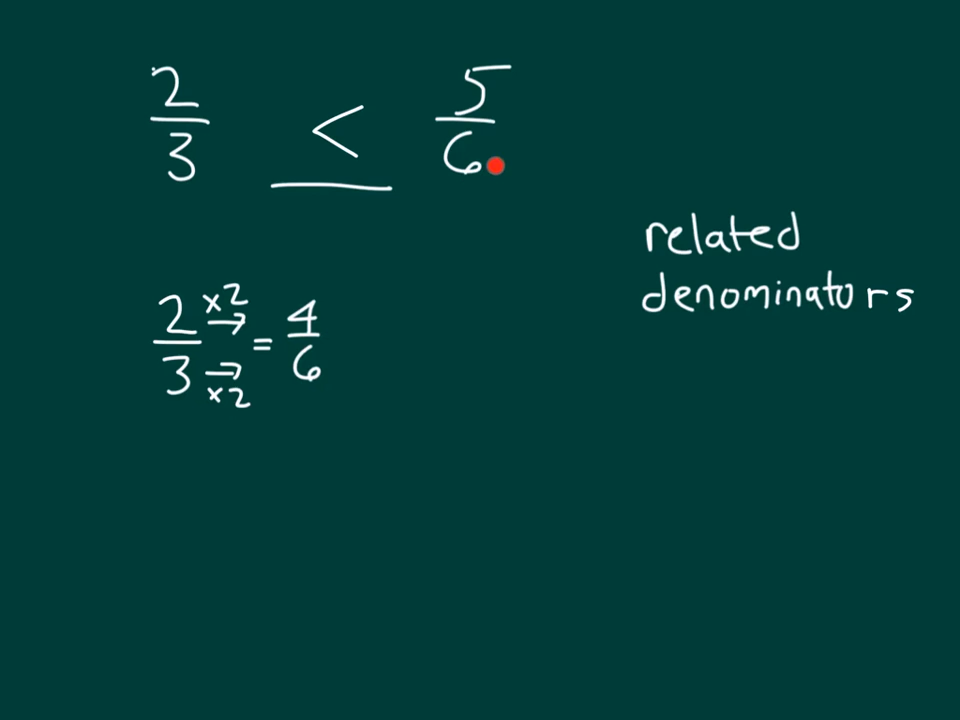 2/3 < 5/6
related
denominators
2/3 ×2 → → ×2 = 4/6